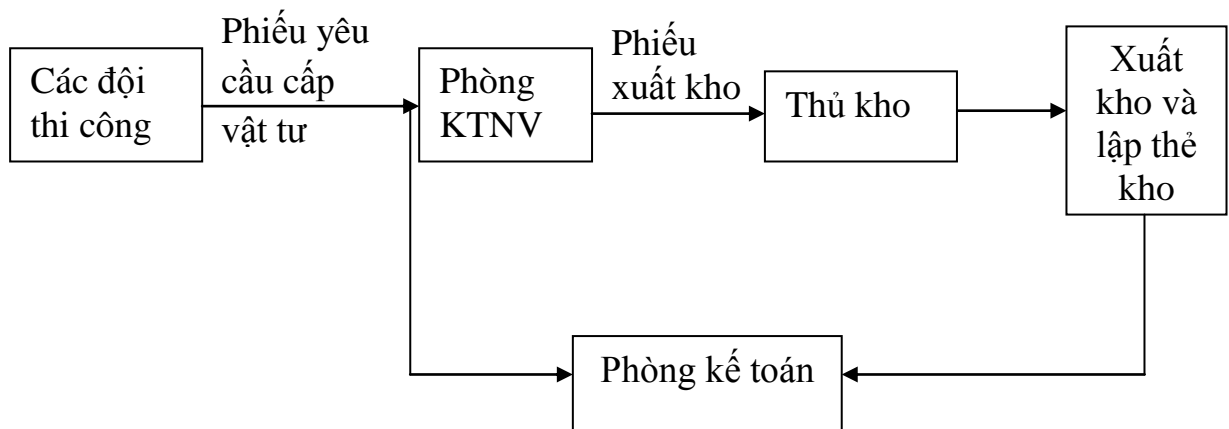 Các đội
thi công
Phiếu yêu
cầu cấp
vật tư
Phòng
KTNV
Phiếu
xuất kho
Thủ kho
Xuất
kho và
lập thẻ
kho
Phòng kế toán